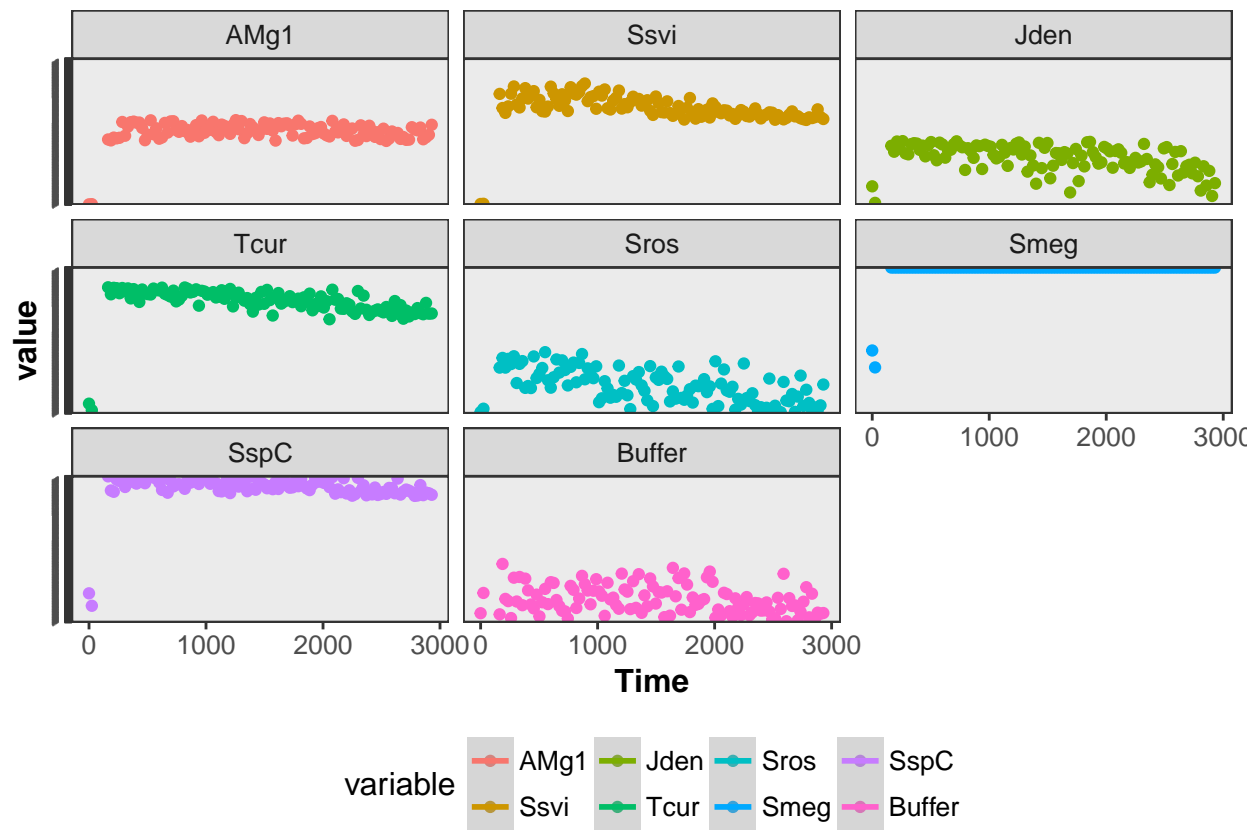 AMg1 Ssvi Jden
Tcur Sros Smeg
value
0 1000 2000 3000
SspC Buffer
0 1000 2000 3000 0 1000 2000 3000
Time
variable
AMg1 Jden Sros SspC
Ssvi Tcur Smeg Buffer